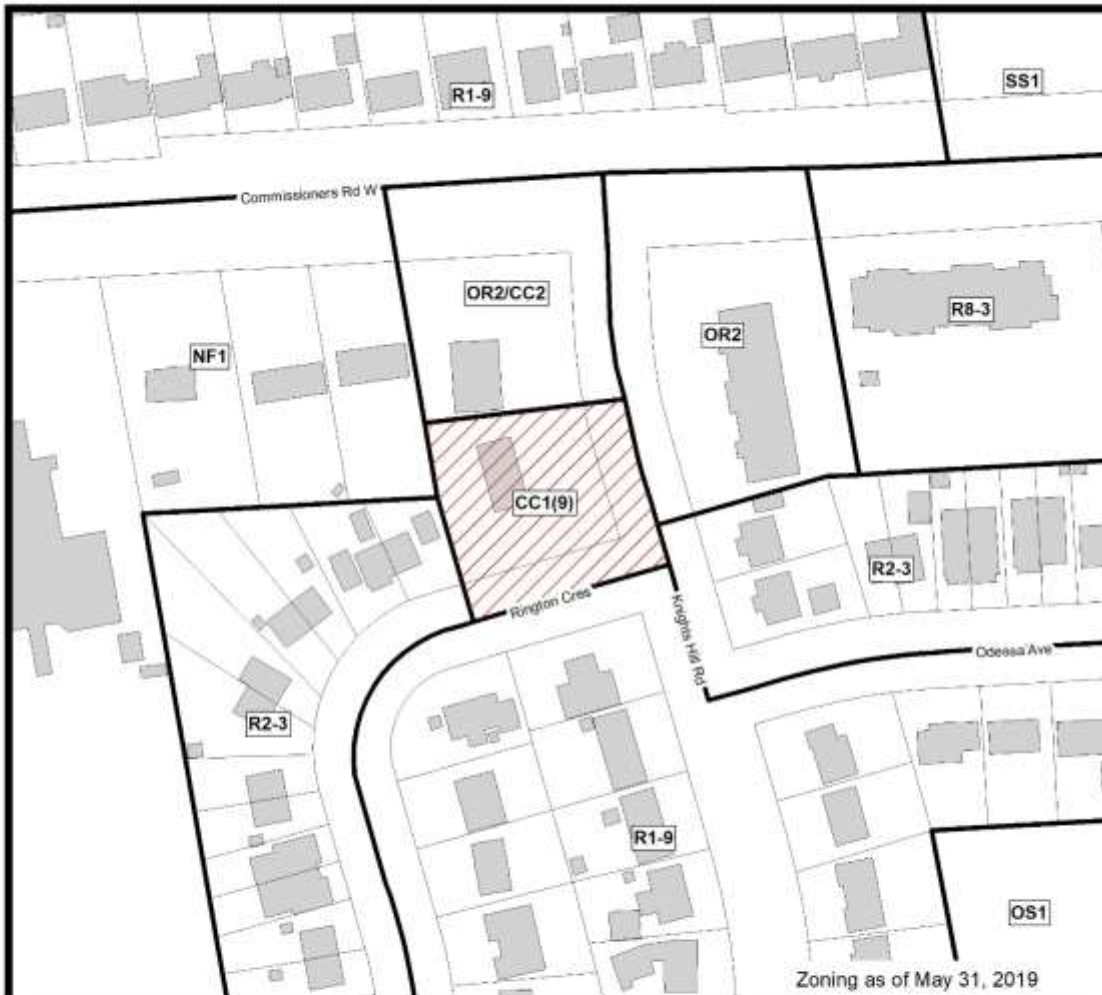 R1-9
SS1
Commissioners Rd W
OR2/CC2
R8-3
OR2
NF1
CC1(9)
R2-3
Rington Cres
Knights Hill Rd
Odessa Ave
R2-3
R1-9
OS1
Zoning as of May 31, 2019